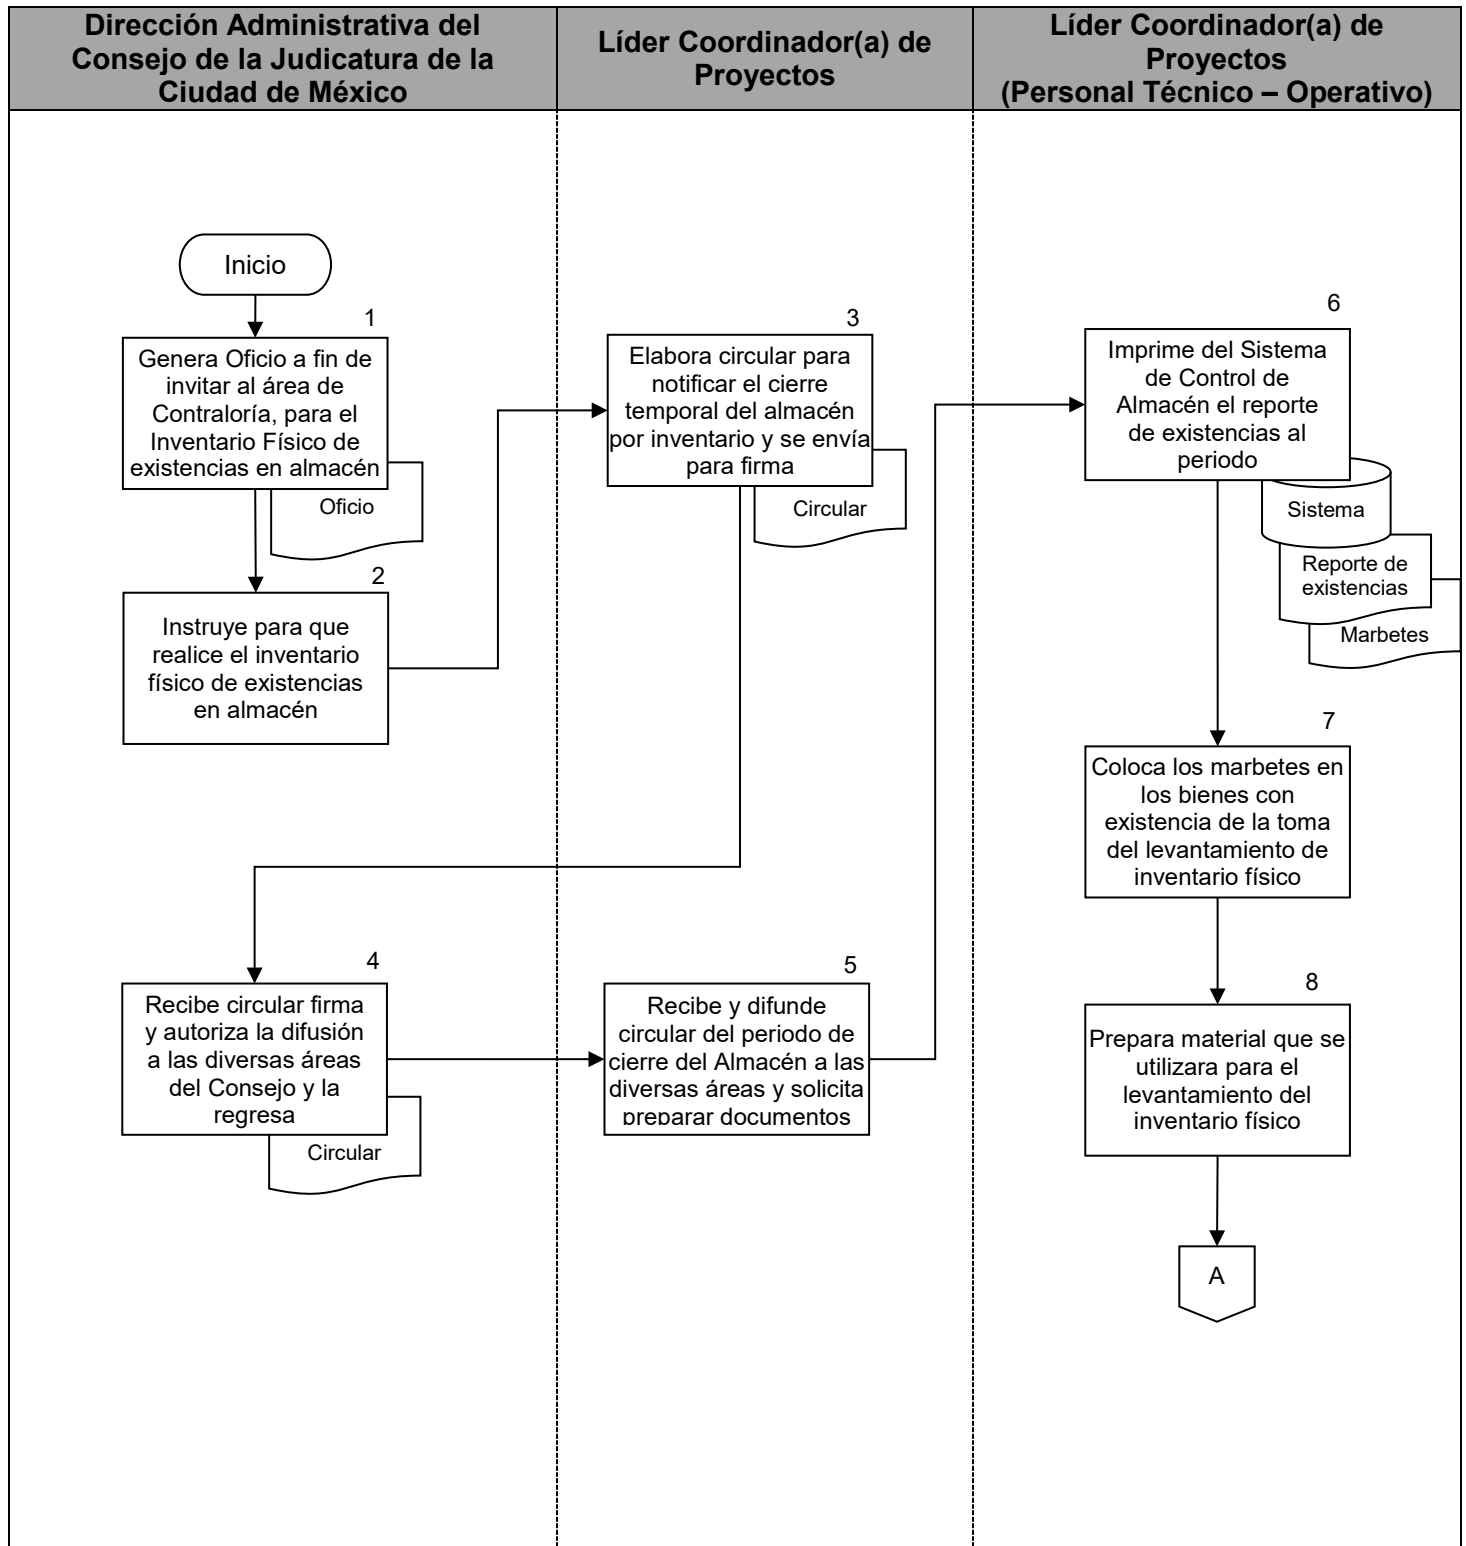 Dirección Administrativa del
Consejo de la Judicatura de la
Ciudad de México
Líder Coordinador(a) de
Proyectos
Líder Coordinador(a) de
Proyectos
(Personal Técnico – Operativo)
Inicio
1
Genera Oficio a fin de
invitar al área de
Contraloría, para el
Inventario Físico de
existencias en almacén
Oficio
2
Instruye para que
realice el inventario
físico de existencias
en almacén
3
Elabora circular para
notificar el cierre
temporal del almacén
por inventario y se envía
para firma
Circular
4
Recibe circular firma
y autoriza la difusión
a las diversas áreas
del Consejo y la
regresa
Circular
5
Recibe y difunde
circular del periodo de
cierre del Almacén a las
diversas áreas y solicita
preparar documentos
6
Imprime del Sistema
de Control de
Almacén el reporte
de existencias al
periodo
Sistema
Reporte de
existencias
Marbetes
7
Coloca los marbetes en
los bienes con
existencia de la toma
del levantamiento de
inventario físico
8
Prepara material que se
utilizara para el
levantamiento del
inventario físico
A